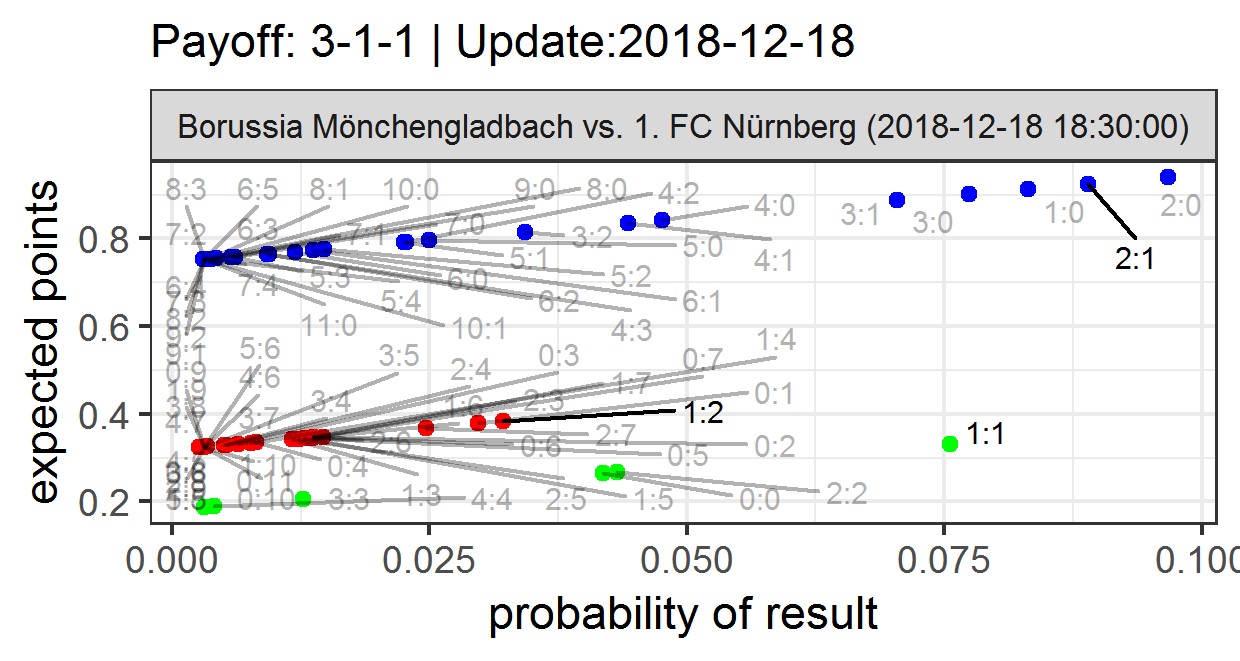 Payoff: 3-1-1 | Update:2018-12-18
Borussia Mönchengladbach vs. 1. FC Nürnberg (2018-12-18 18:30:00)
expected points
0.8
0.6
0.4
0.2
8:3 6:5 8:1 10:0 9:0 8:0 4:2
4:0 3:1 3:0 1:0 2:0
7:2 6:3 7:1 7:0 3:2 5:0
5:1 4:1 2:1
7:4 5:3 6:0 5:2
5:4 6:2 6:1
11:0 10:1 4:3 1:4
5:6 3:5 0:3 0:7
4:6 2:4 1:7 0:1
3:7 3:4 1:6 2:3 1:2
2:6 0:6 2:7 0:2 1:1
1:10 0:4 0:5
0:11
0:10 3:3 1:3 4:4 2:5 1:5 0:0 2:2
0.000 0.025 0.050 0.075
probability of result